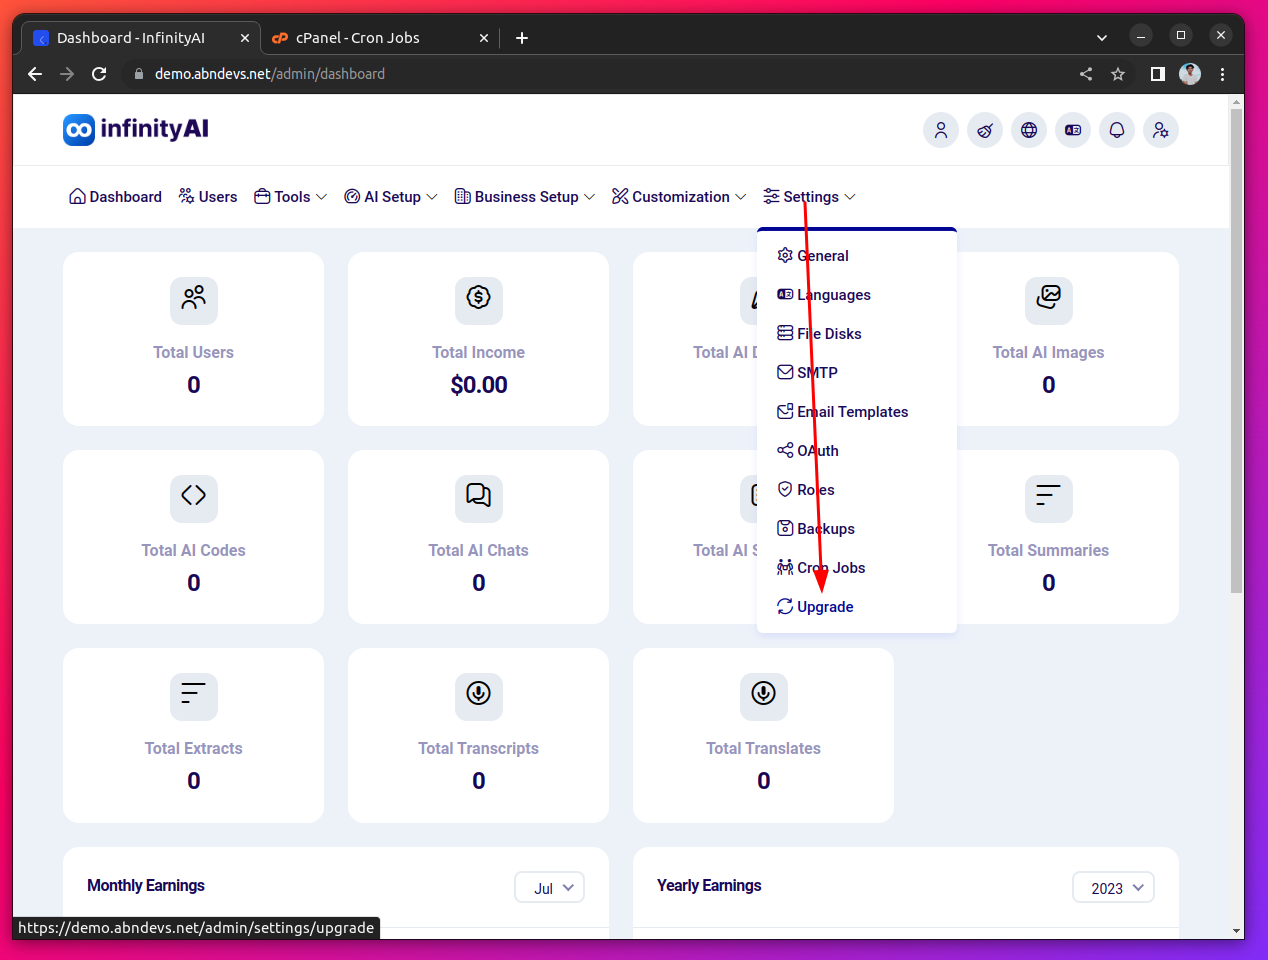 Dashboard - InfinityAI
cPanel - Cron Jobs
demo.abndevs.net/admin/dashboard
infinityAI
Dashboard Users Tools AI Setup Business Setup Customization Settings
General
Languages
File Disks
SMTP
Email Templates
OAuth
Roles
Backups
Cron Jobs
Upgrade
Total Users
0
Total Income
$0.00
Total AI
Total AI Images
0
Total AI Codes
0
Total AI Chats
0
Total AI
Total Summaries
0
Total Extracts
0
Total Transcripts
0
Total Translates
0
Monthly Earnings
Jul
Yearly Earnings
2023
https://demo.abndevs.net/admin/settings/upgrade